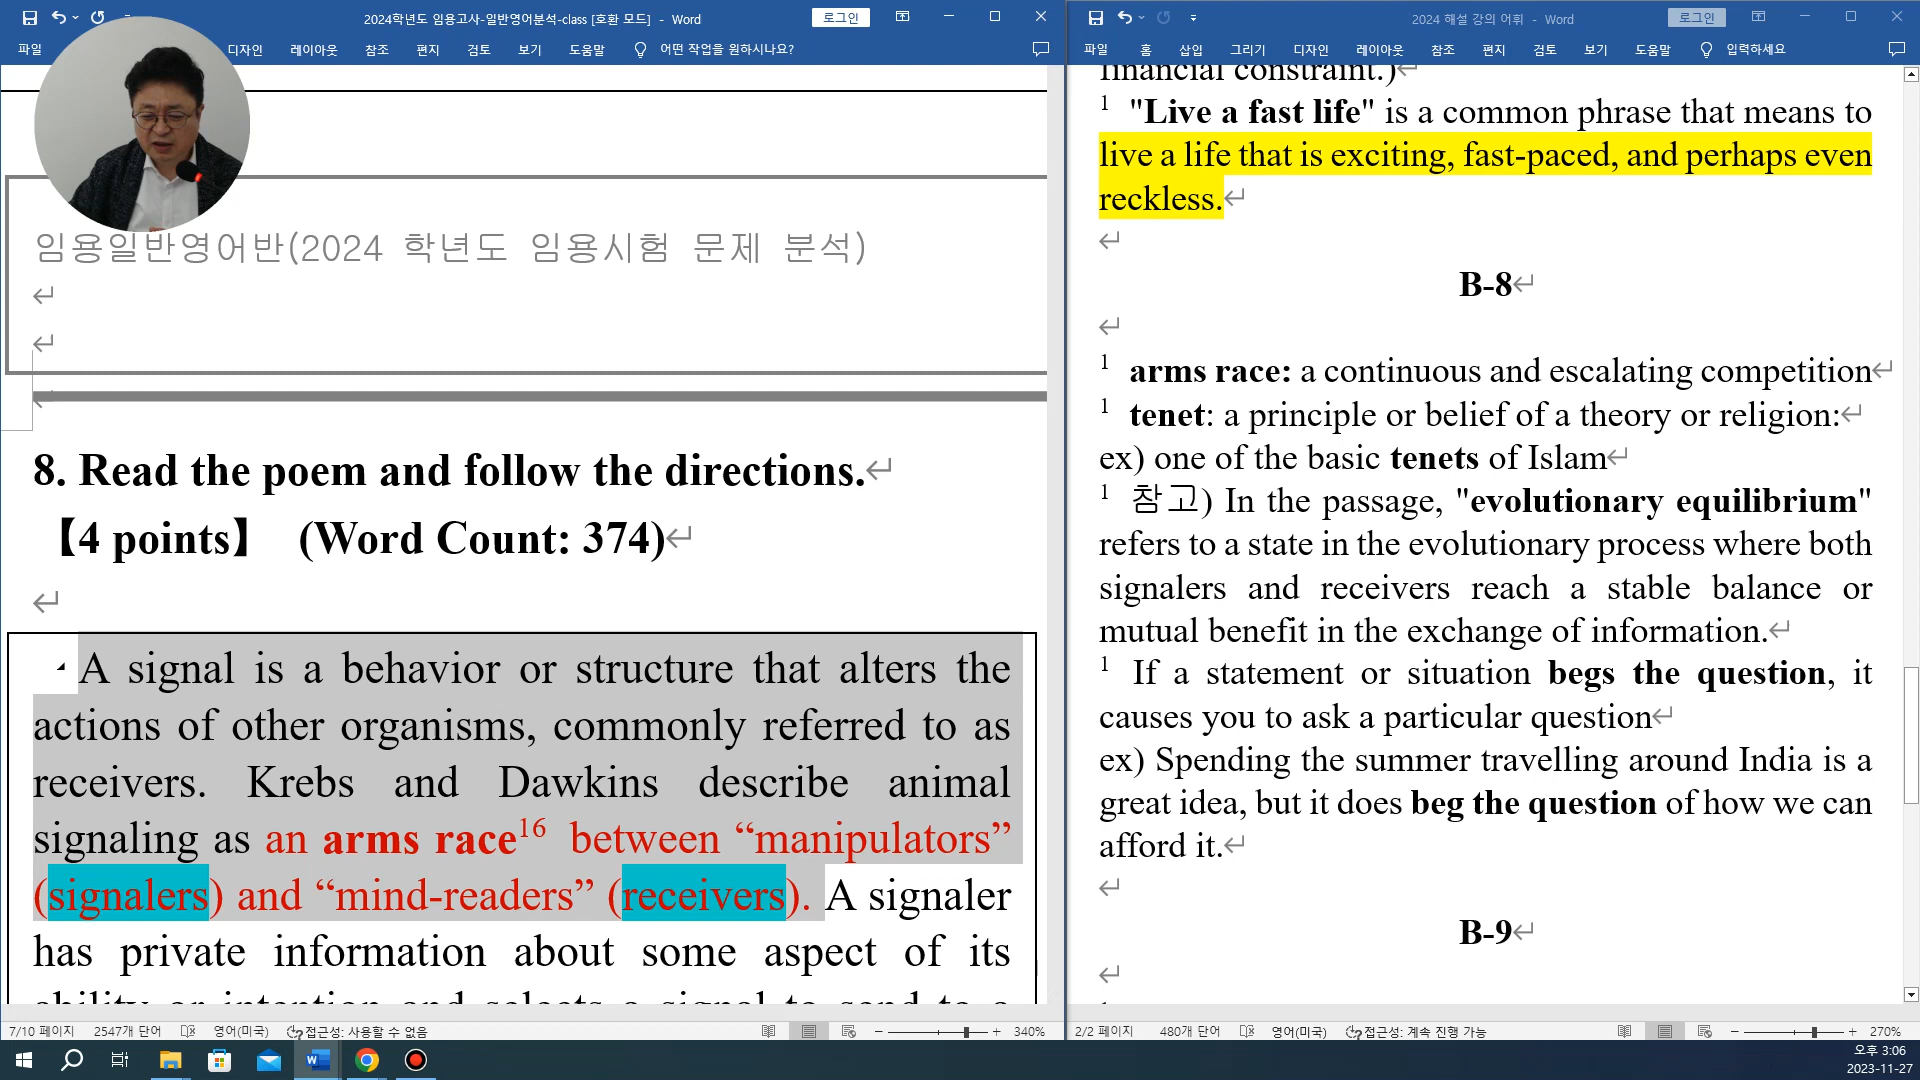 2024학년도 임용고사-일반영어분석-class [호환 모드] - Word
로그인
디자인 레이아웃 참조 편지 검토 보기 도움말 어떤 작업을 원하시나요?
파일
임용일반영어반(2024 학년도 임용시험 문제 분석)
8. Read the poem and follow the directions.
【4 points】 (Word Count: 374)
A signal is a behavior or structure that alters the
actions of other organisms, commonly referred to as
receivers. Krebs and Dawkins describe animal
signaling as an arms race16 between “manipulators”
(signalers) and “mind-readers” (receivers). A signaler
has private information about some aspect of its
ability or intention and selects a signal to send to a
7/10 페이지 2547개 단어 영어(미국) 접근성: 사용할 수 없음
340%
2024 해설 강의 어휘 - Word
로그인
파일 홈 삽입 그리기 디자인 레이아웃 참조 편지 검토 보기 도움말 입력하세요
financial constraint.)
1 "Live a fast life" is a common phrase that means to
live a life that is exciting, fast-paced, and perhaps even
reckless.
B-8
1 arms race: a continuous and escalating competition
1 tenet: a principle or belief of a theory or religion:
ex) one of the basic tenets of Islam
1 참고) In the passage, "evolutionary equilibrium"
refers to a state in the evolutionary process where both
signalers and receivers reach a stable balance or
mutual benefit in the exchange of information.
1 If a statement or situation begs the question, it
causes you to ask a particular question
ex) Spending the summer travelling around India is a
great idea, but it does beg the question of how we can
afford it.
B-9
2/2 페이지 480개 단어 영어(미국) 접근성: 계속 진행 가능
270%
오후 3:06
2023-11-27